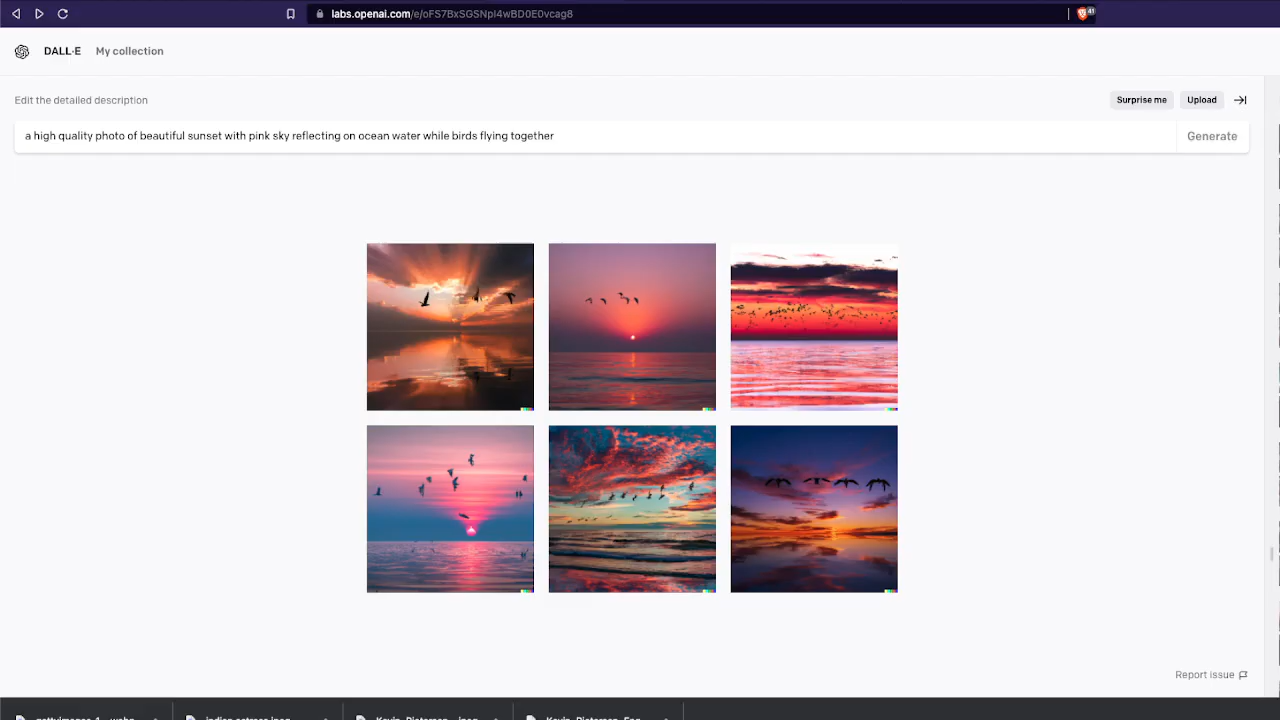 labs.openai.com/e/oFS7BxSGSNpl4wBD0E0vcag8
41
DALL·E My collection
Edit the detailed description
Surprise me Upload
a high quality photo of beautiful sunset with pink sky reflecting on ocean water while birds flying together
Generate
Report issue